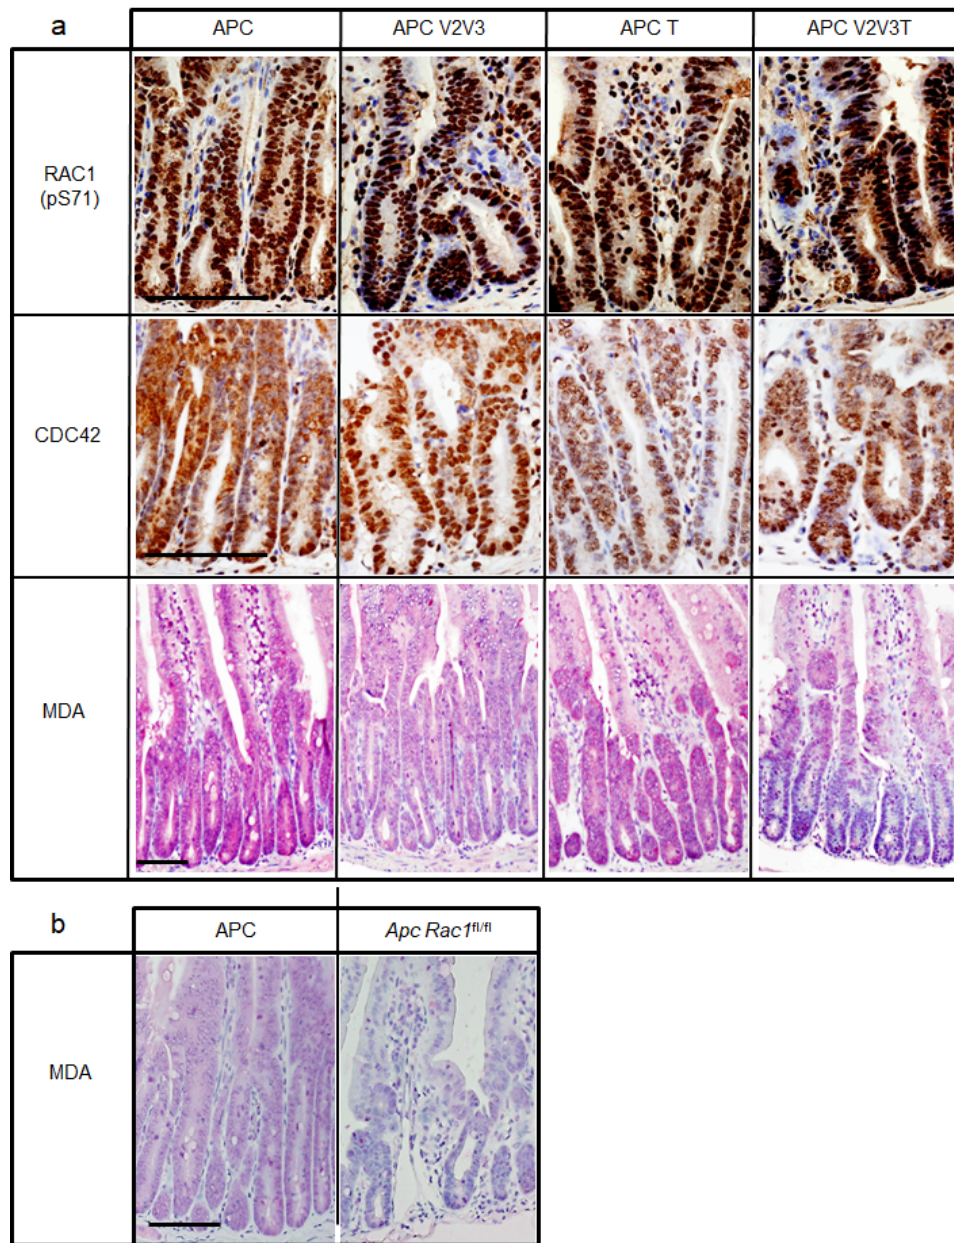 a
APC
APC V2V3
APC T
APC V2V3T
RAC1
(pS71)
CDC42
MDA
b
APC
Apc Rac1fl/fl
MDA